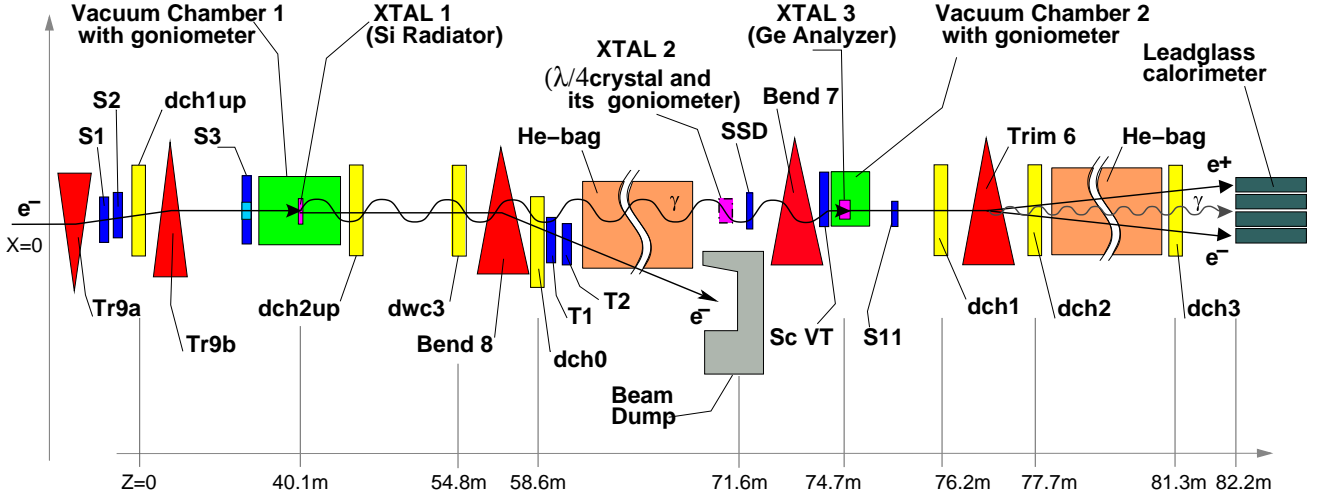 Vacuum Chamber 1
with goniometer
XTAL 1
(Si Radiator)
XTAL 2
(λ/4crystal and
its goniometer)
XTAL 3
(Ge Analyzer)
Vacuum Chamber 2
with goniometer
Leadglass
calorimeter
S1
S2
dch1up
S3
He−bag
SSD
Bend 7
Trim 6
He−bag
e−
X=0
γ
e+
γ
e−
Tr9a
Tr9b
dch2up
dwc3
Bend 8
dch0
T1
T2
e−
Beam
Dump
Sc VT
S11
dch1
dch2
dch3
Z=0
40.1m
54.8m
58.6m
71.6m
74.7m
76.2m
77.7m
81.3m
82.2m